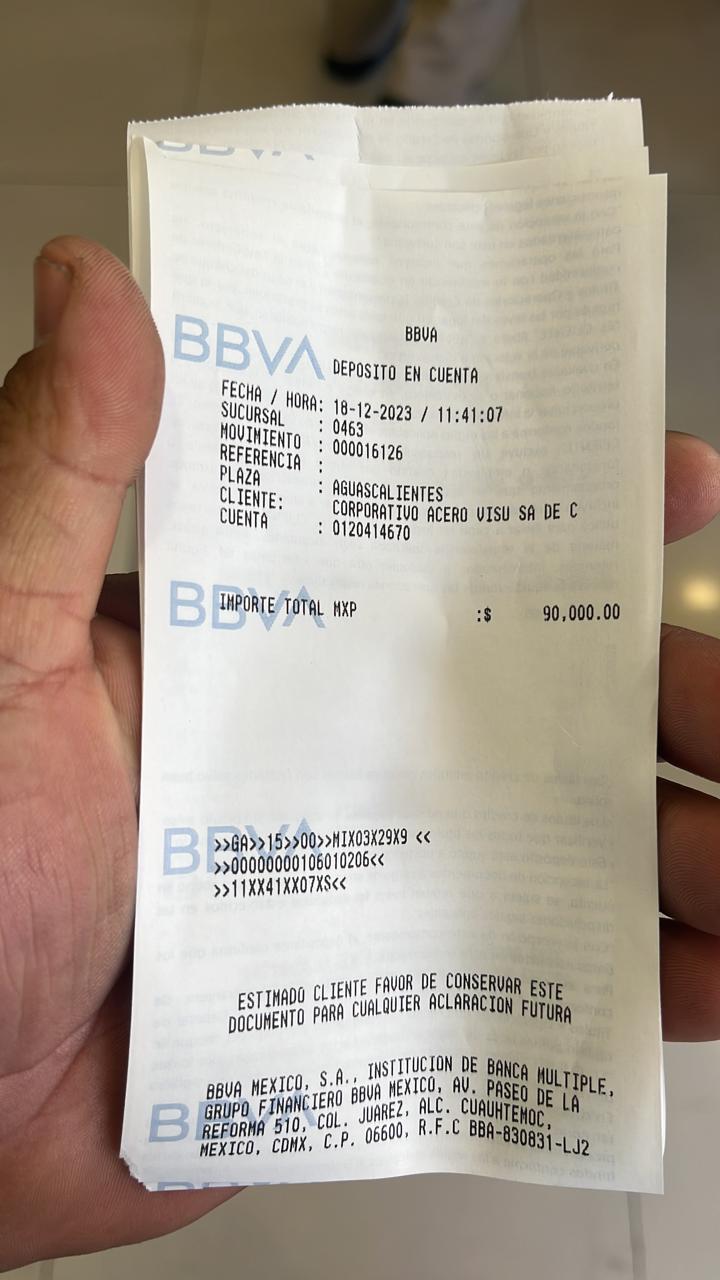 BBVA
BBVA
DEPOSITO EN CUENTA
FECHA / HORA: 18-12-2023 / 11:41:07
SUCURSAL : 0463
MOVIMIENTO : 000016126
REFERENCIA :
PLAZA : AGUASCALIENTES
CLIENTE: CORPORATIVO ACERO VISU SA DE C
CUENTA : 0120414670
BBVA
IMPORTE TOTAL MXP :$ 90,000.00
BBVA
>>GA>>15>>00>>MIX03X29X9 <<
>>00000000106010206<<
>>11XX41XX07XS<<
ESTIMADO CLIENTE FAVOR DE CONSERVAR ESTE
DOCUMENTO PARA CUALQUIER ACLARACION FUTURA
BBVA MEXICO, S.A., INSTITUCION DE BANCA MULTIPLE,
GRUPO FINANCIERO BBVA MEXICO, AV. PASEO DE LA
REFORMA 510, COL. JUAREZ, ALC. CUAUHTEMOC,
MEXICO, CDMX, C.P. 06600, R.F.C BBA-830831-LJ2